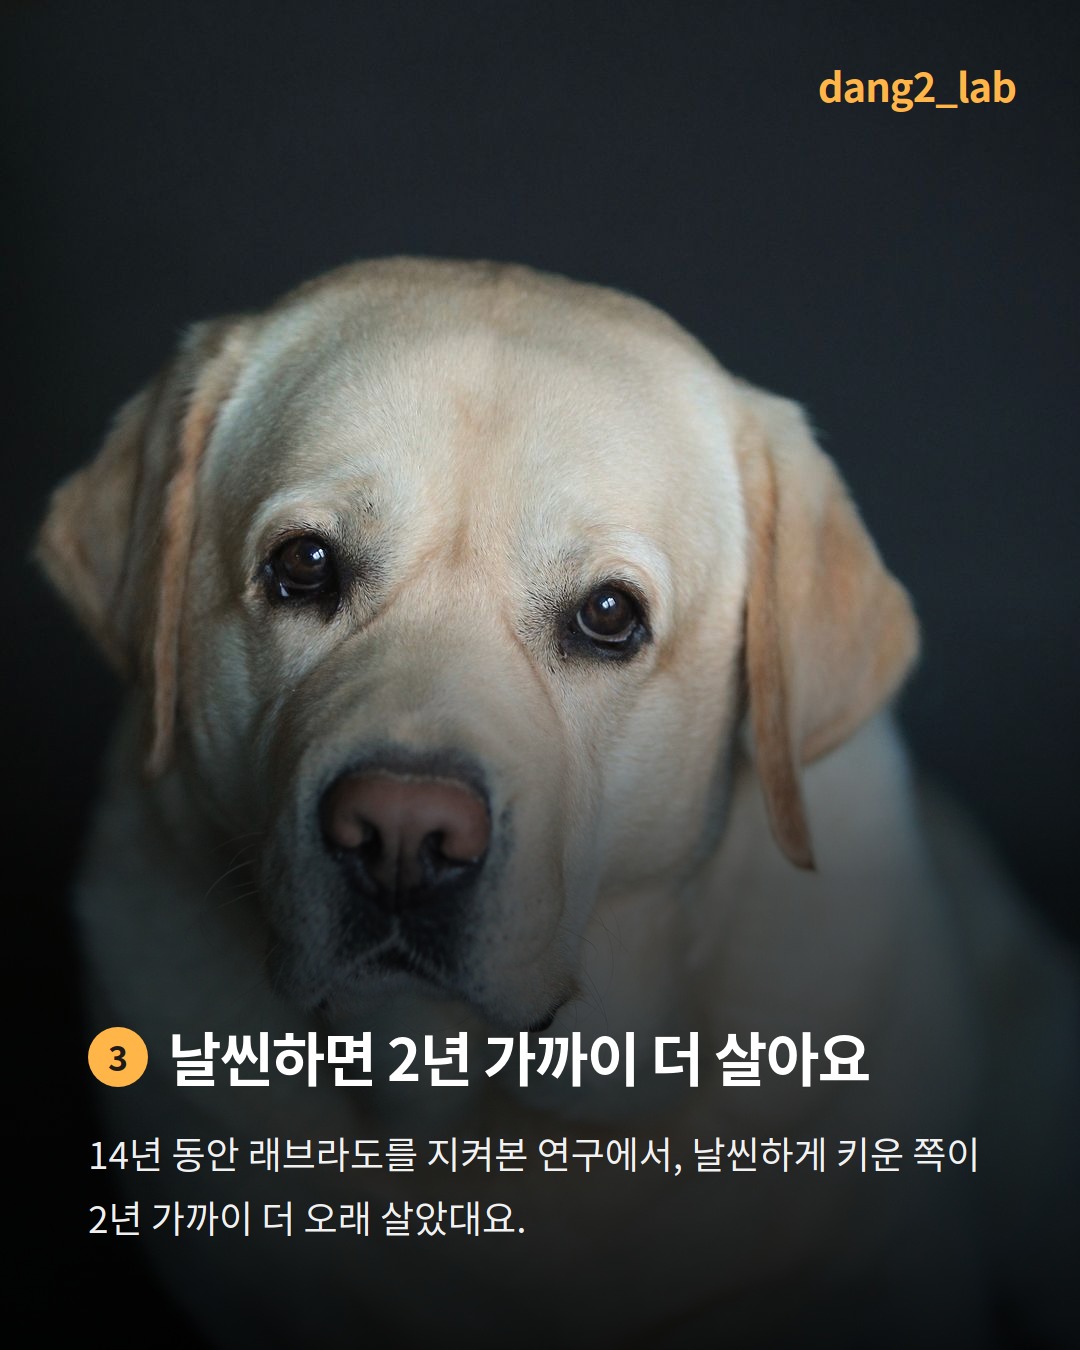 dang2_lab
3 날씬하면 2년 가까이 더 살아요
14년 동안 래브라도를 지켜본 연구에서, 날씬하게 키운 쪽이
2년 가까이 더 오래 살았대요.